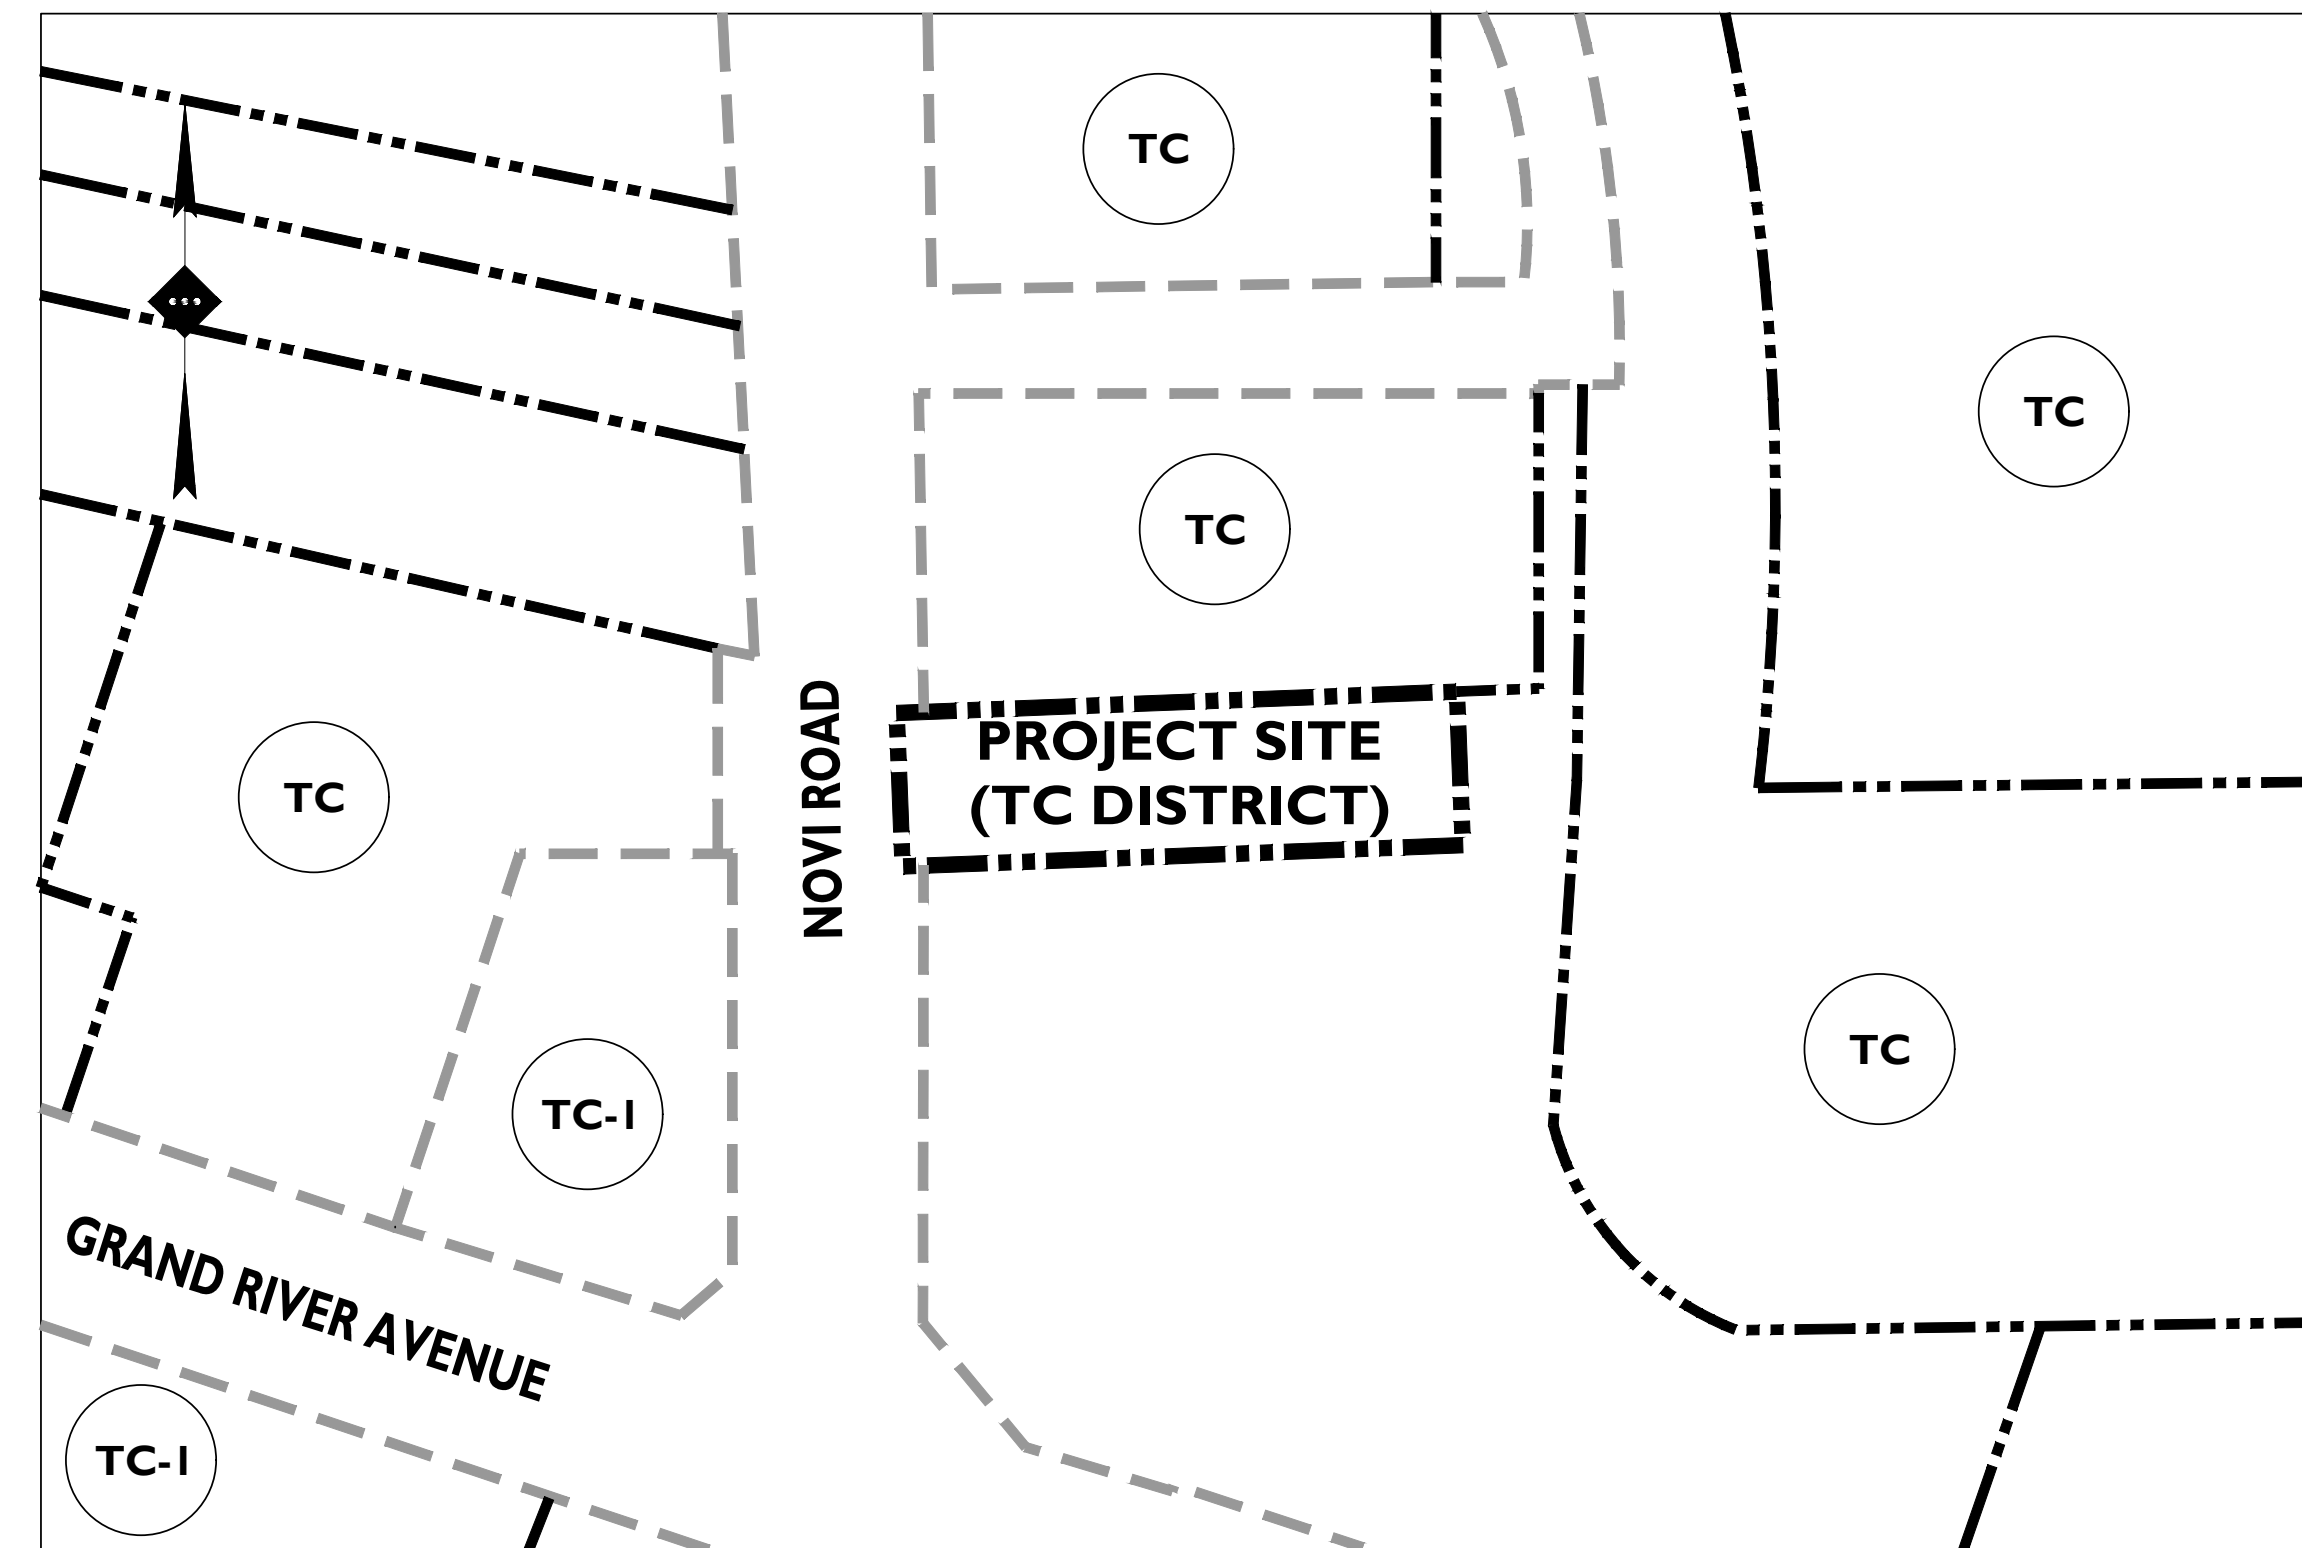 TC
TC
TC
PROJECT SITE
(TC DISTRICT)
NOVI ROAD
TC
TC
TC-1
GRAND RIVER AVENUE
TC-1